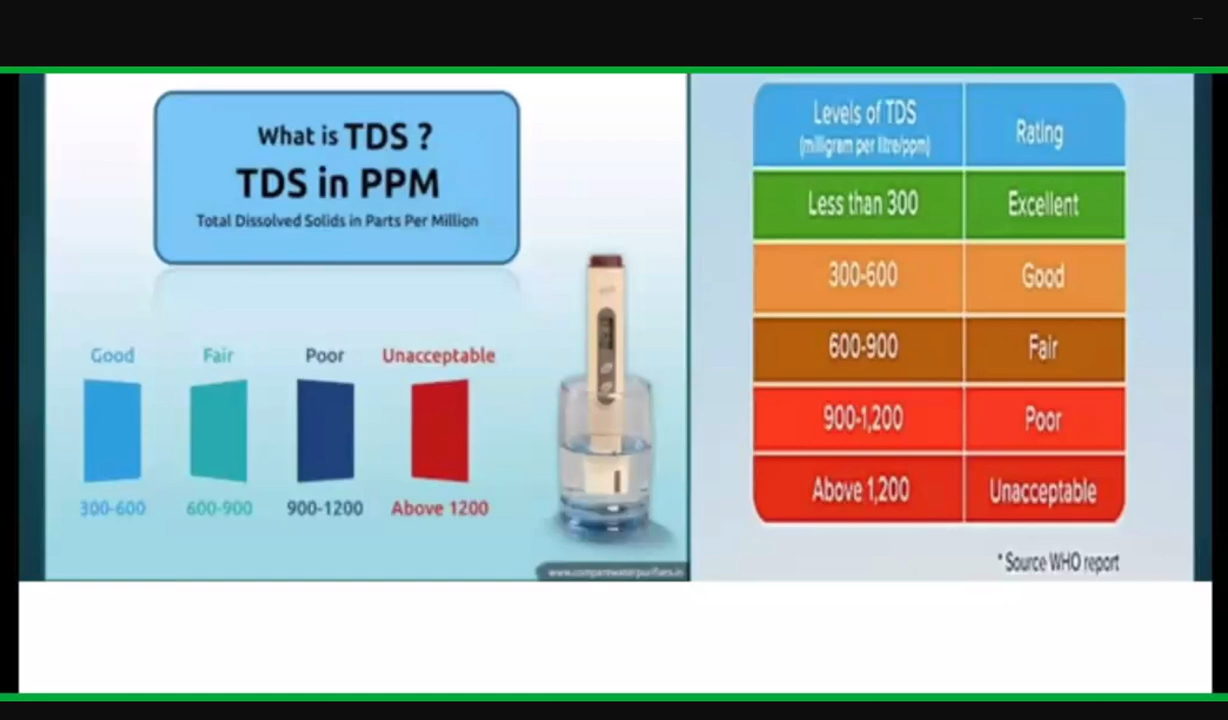 What is TDS ?
TDS in PPM
Total Dissolved Solids in Parts Per Million
Good Fair Poor Unacceptable
300-600 600-900 900-1200 Above 1200
www.comparewaterpurifiers.in
Levels of TDS
(milligram per litre/ppm)
Rating
Less than 300 Excellent
300-600 Good
600-900 Fair
900-1,200 Poor
Above 1,200 Unacceptable
* Source WHO report